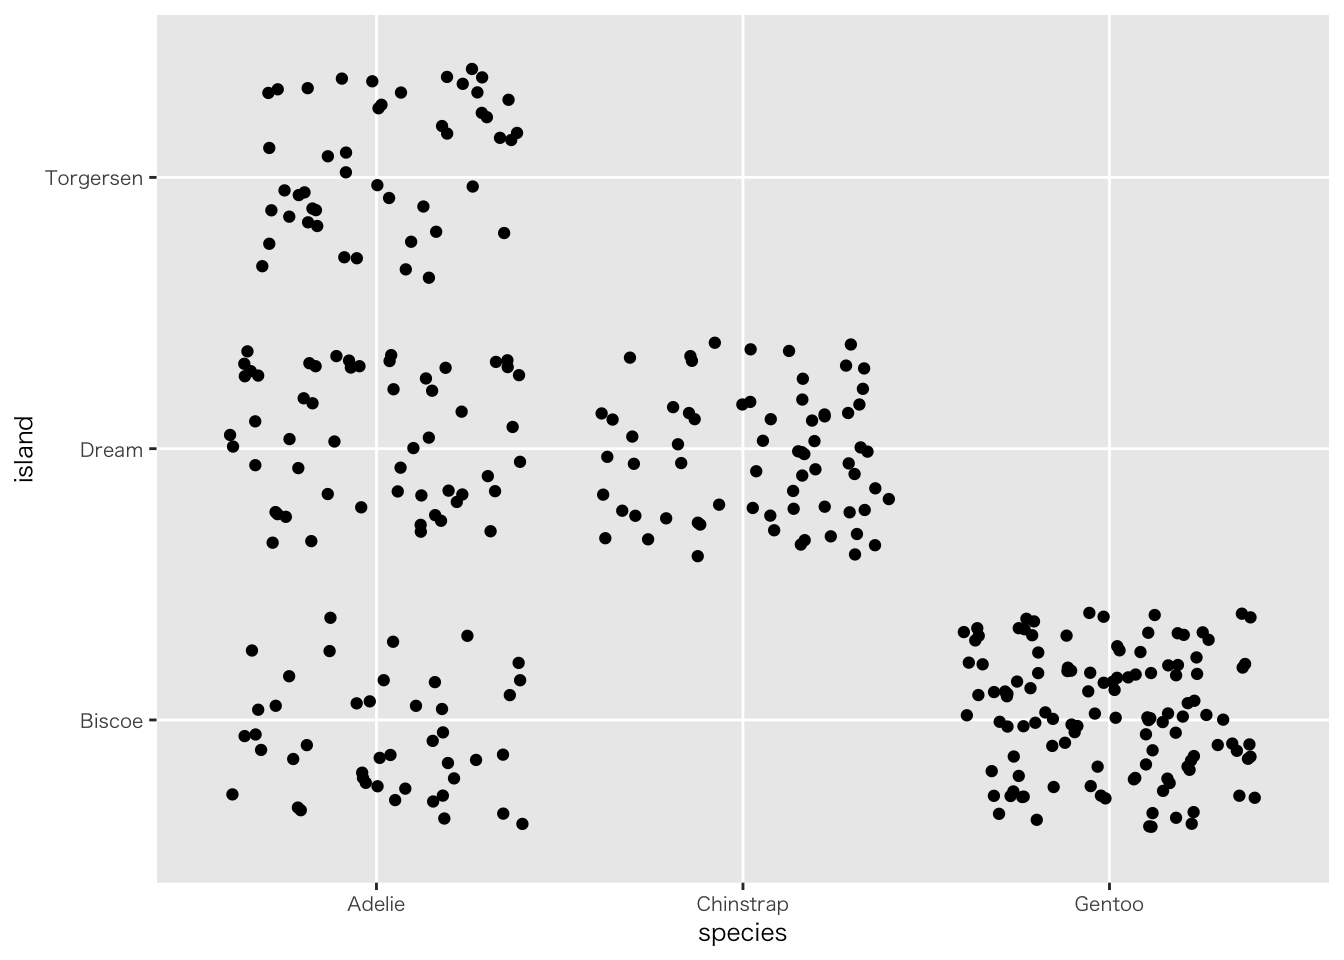 island
Torgersen
Dream
Biscoe
Adelie
Chinstrap
Gentoo
species